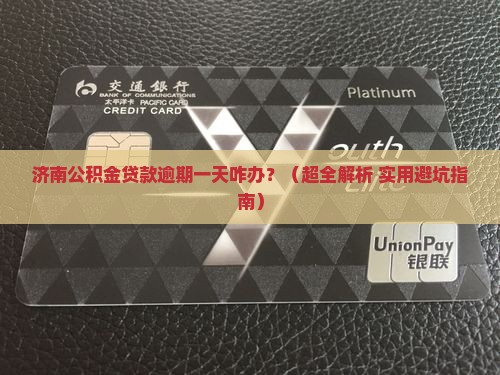 交通銀行
BANK OF COMMUNICATIONS
太平洋卡 PACIFIC CARD
CREDIT CARD
Platinum
outh
Line
济南公积金贷款逾期一天咋办？（超全解析 实用避坑指
南）
UnionPay
银联